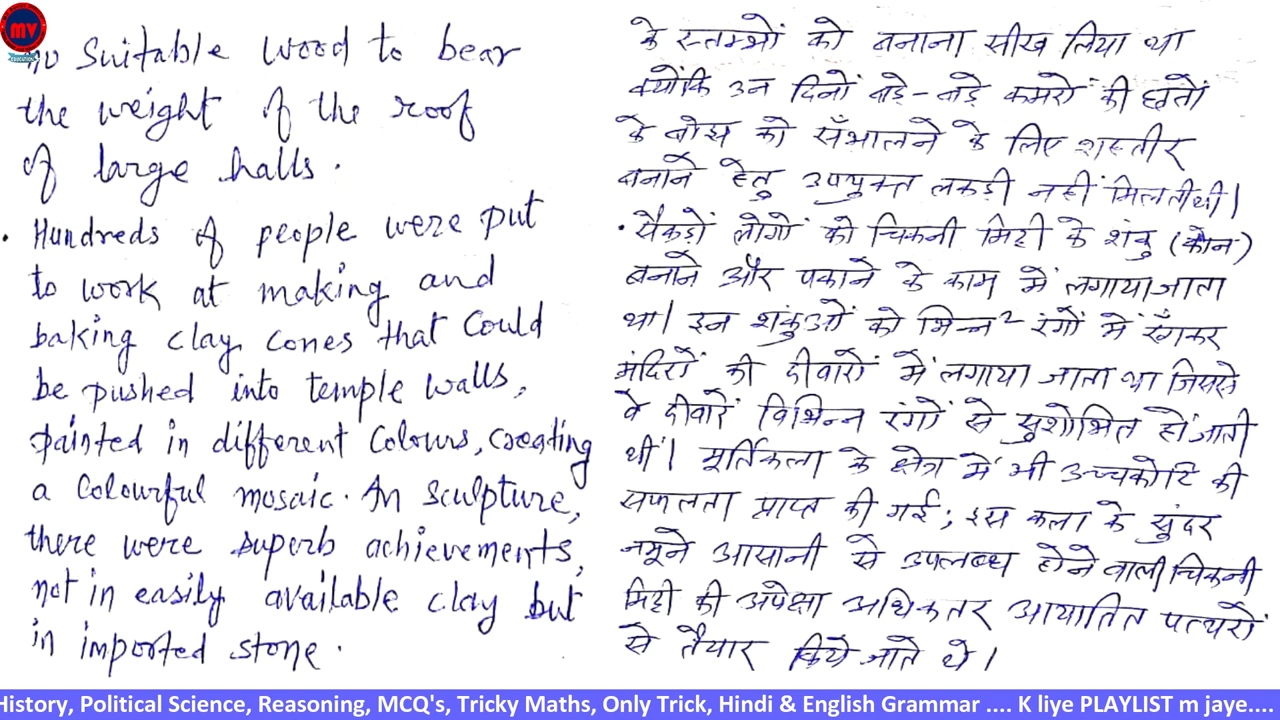 mv
EDUCATION
no Suitable wood to bear
the weight of the roof
of large halls.
• Hundreds of people were put
to work at making and
baking clay cones that could
be pushed into temple walls,
painted in different colours, creating
a colourful mosaic. In sculpture,
there were superb achievements,
not in easily available clay but
in imported stone.
के स्तम्भों को बनाना सीख लिया था
क्योंकि उन दिनों बड़े-बड़े कमरों की छतों
के बोझ को सँभालने के लिए शहतीर
बनाने हेतु उपयुक्त लकड़ी नहीं मिलती थी।
• सैकड़ों लोगों को चिकनी मिट्टी के शंकु (कोन)
बनाने और पकाने के काम में लगाया जाता
था। इन शंकुओं को भिन्न२ रंगों में रँगकर
मंदिरों की दीवारों में लगाया जाता था जिससे
वे दीवारें विभिन्न रंगों से सुशोभित हो जाती
थीं। मूर्तिकला के क्षेत्र में भी उच्चकोटि की
सफलता प्राप्त की गई; इस कला के सुंदर
नमूने आसानी से उपलब्ध होने वाली चिकनी
मिट्टी की अपेक्षा अधिकतर आयातित पत्थरों
से तैयार किये जाते थे।
History, Political Science, Reasoning, MCQ's, Tricky Maths, Only Trick, Hindi & English Grammar .... K liye PLAYLIST m jaye....